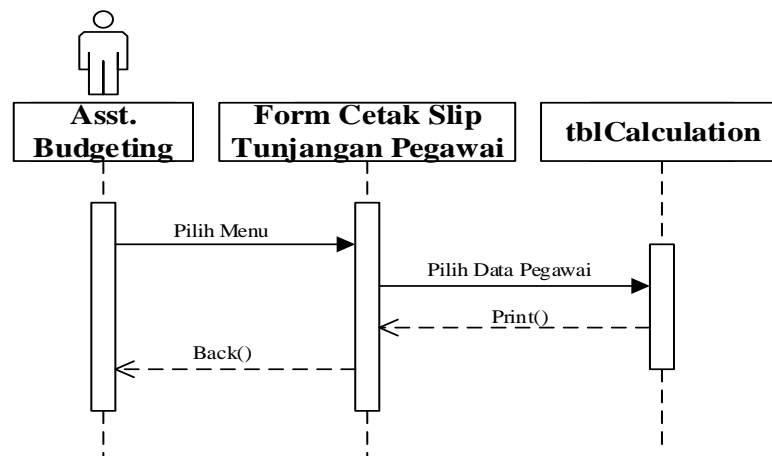 Asst.
Budgeting
Form Cetak Slip
Tunjangan Pegawai
tblCalculation
Pilih Menu
Pilih Data Pegawai
Print()
Back()